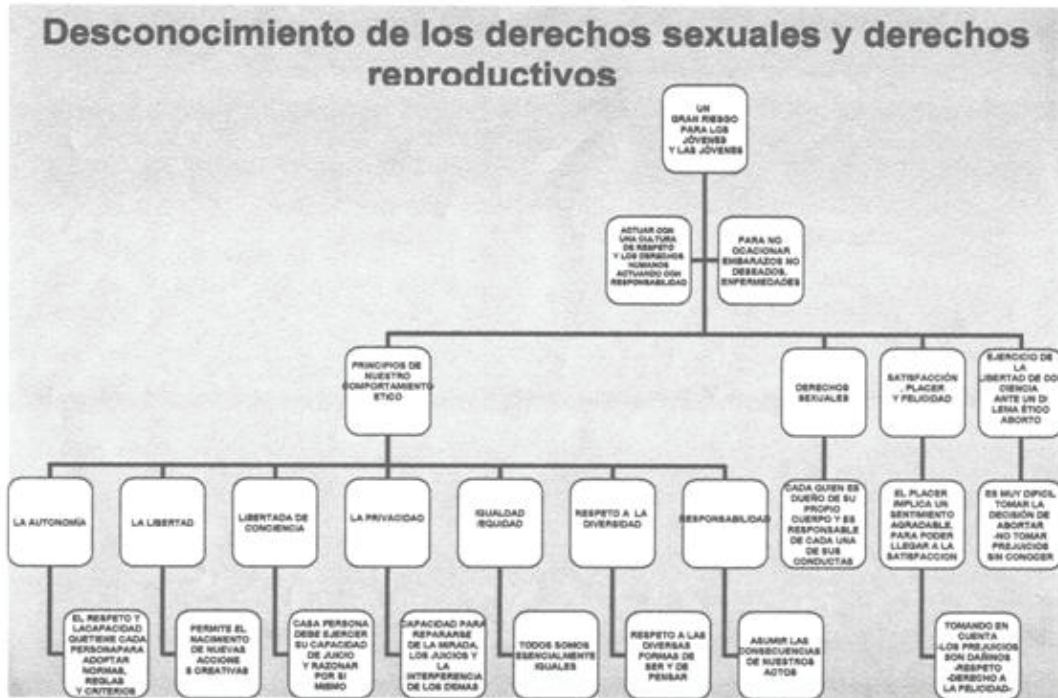 Desconocimiento de los derechos sexuales y derechos
reproductivos
UN
GRAN RIESGO
PARA LOS
JÓVENES
Y LAS JÓVENES
ACTUAR CON
UNA CULTURA
DE RESPETO
Y LOS DERECHOS
HUMANOS
ACTUANDO CON
RESPONSABILIDAD
PARA NO
OCACIONAR
EMBARAZOS NO
DESEADOS,
ENFERMEDADES
PRINCIPIOS DE
NUESTRO
COMPORTAMIENTO
ETICO
DERECHOS
SEXUALES
SATISFACCIÓN
, PLACER
Y FELICIDAD
EJERCICIO DE
LA
LIBERTAD DE CON
CIENCIA
ANTE UN DI
LEMA ÉTICO
ABORTO
LA AUTONOMÍA
LA LIBERTAD
LIBERTADA DE
CONCIENCIA
LA PRIVACIDAD
IGUALDAD
/EQUIDAD
RESPETO A LA
DIVERSIDAD
RESPONSABILIDAD
CADA QUIEN ES
DUEÑO DE SU
PROPIO
CUERPO Y ES
RESPONSABLE
DE CADA UNA
DE SUS
CONDUCTAS
EL PLACER
IMPLICA UN
SENTIMIENTO
AGRADABLE,
PARA PODER
LLEGAR A LA
SATISFACCION
ES MUY DIFICIL
TOMAR LA
DECISIÓN DE
ABORTAR
-NO TOMAR
PREJUICIOS
SIN CONOCER
EL RESPETO Y
LACAPACIDAD
QUETIENE CADA
PERSONAPARA
ADOPTAR
NORMAS,
REGLAS
Y CRITERIOS
PERMITE EL
NACIMIENTO
DE NUEVAS
ACCIONE
S CREATIVAS
CASA PERSONA
DEBE EJERCER
SU CAPACIDAD
DE JUICIO
Y RAZONAR
POR SI
MISMO
CAPACIDAD PARA
REPARARSE
DE LA MIRADA,
LOS JUICIOS Y
LA
INTERFERENCIA
DE LOS DEMAS
TODOS SOMOS
ESENCIALMENTE
IGUALES
RESPETO A LAS
DIVERSAS
FORMAS DE
SER Y DE
PENSAR
ASUMIR LAS
CONSECUENCIAS
DE NUESTROS
ACTOS
TOMANDO EN
CUENTA
-LOS PREJUICIOS
SON DAÑINOS
-RESPETO
-DERECHO A
LA FELICIDAD-